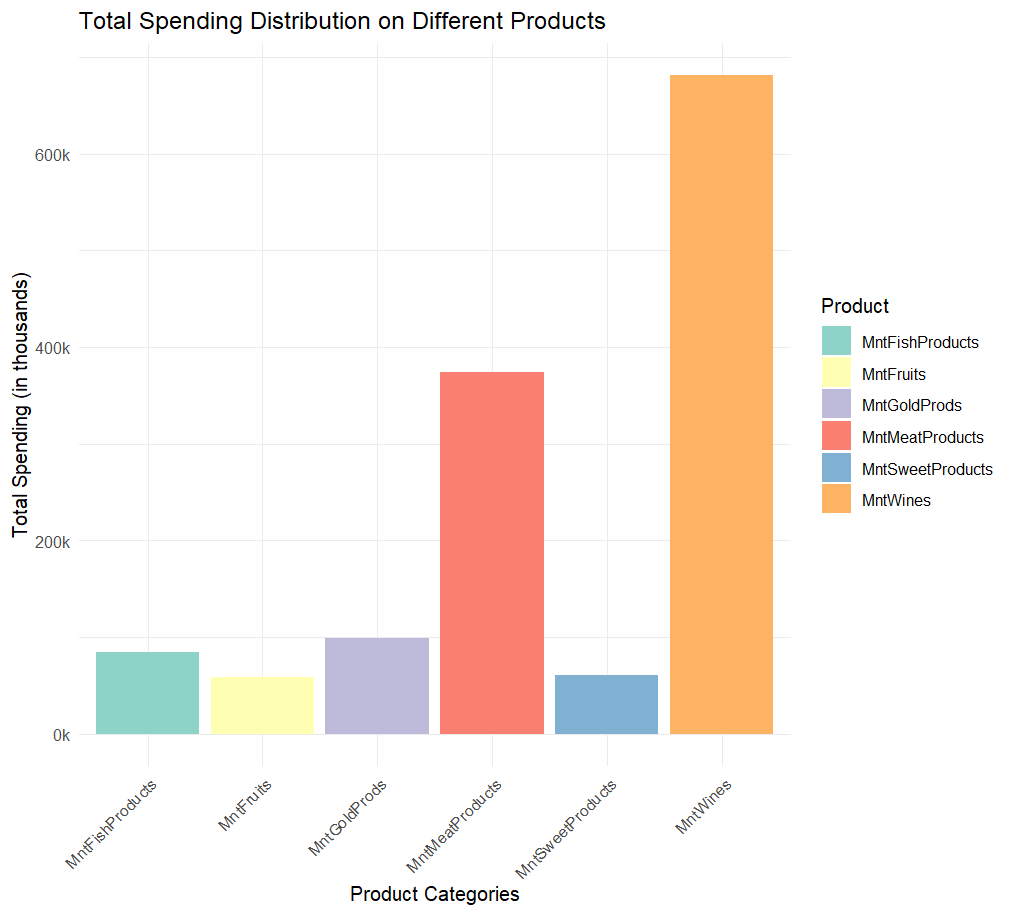 Total Spending Distribution on Different Products
Total Spending (in thousands)
600k
400k
200k
0k
MntFishProducts
MntFruits
MntGoldProds
MntMeatProducts
MntSweetProducts
MntWines
Product Categories
Product
MntFishProducts
MntFruits
MntGoldProds
MntMeatProducts
MntSweetProducts
MntWines